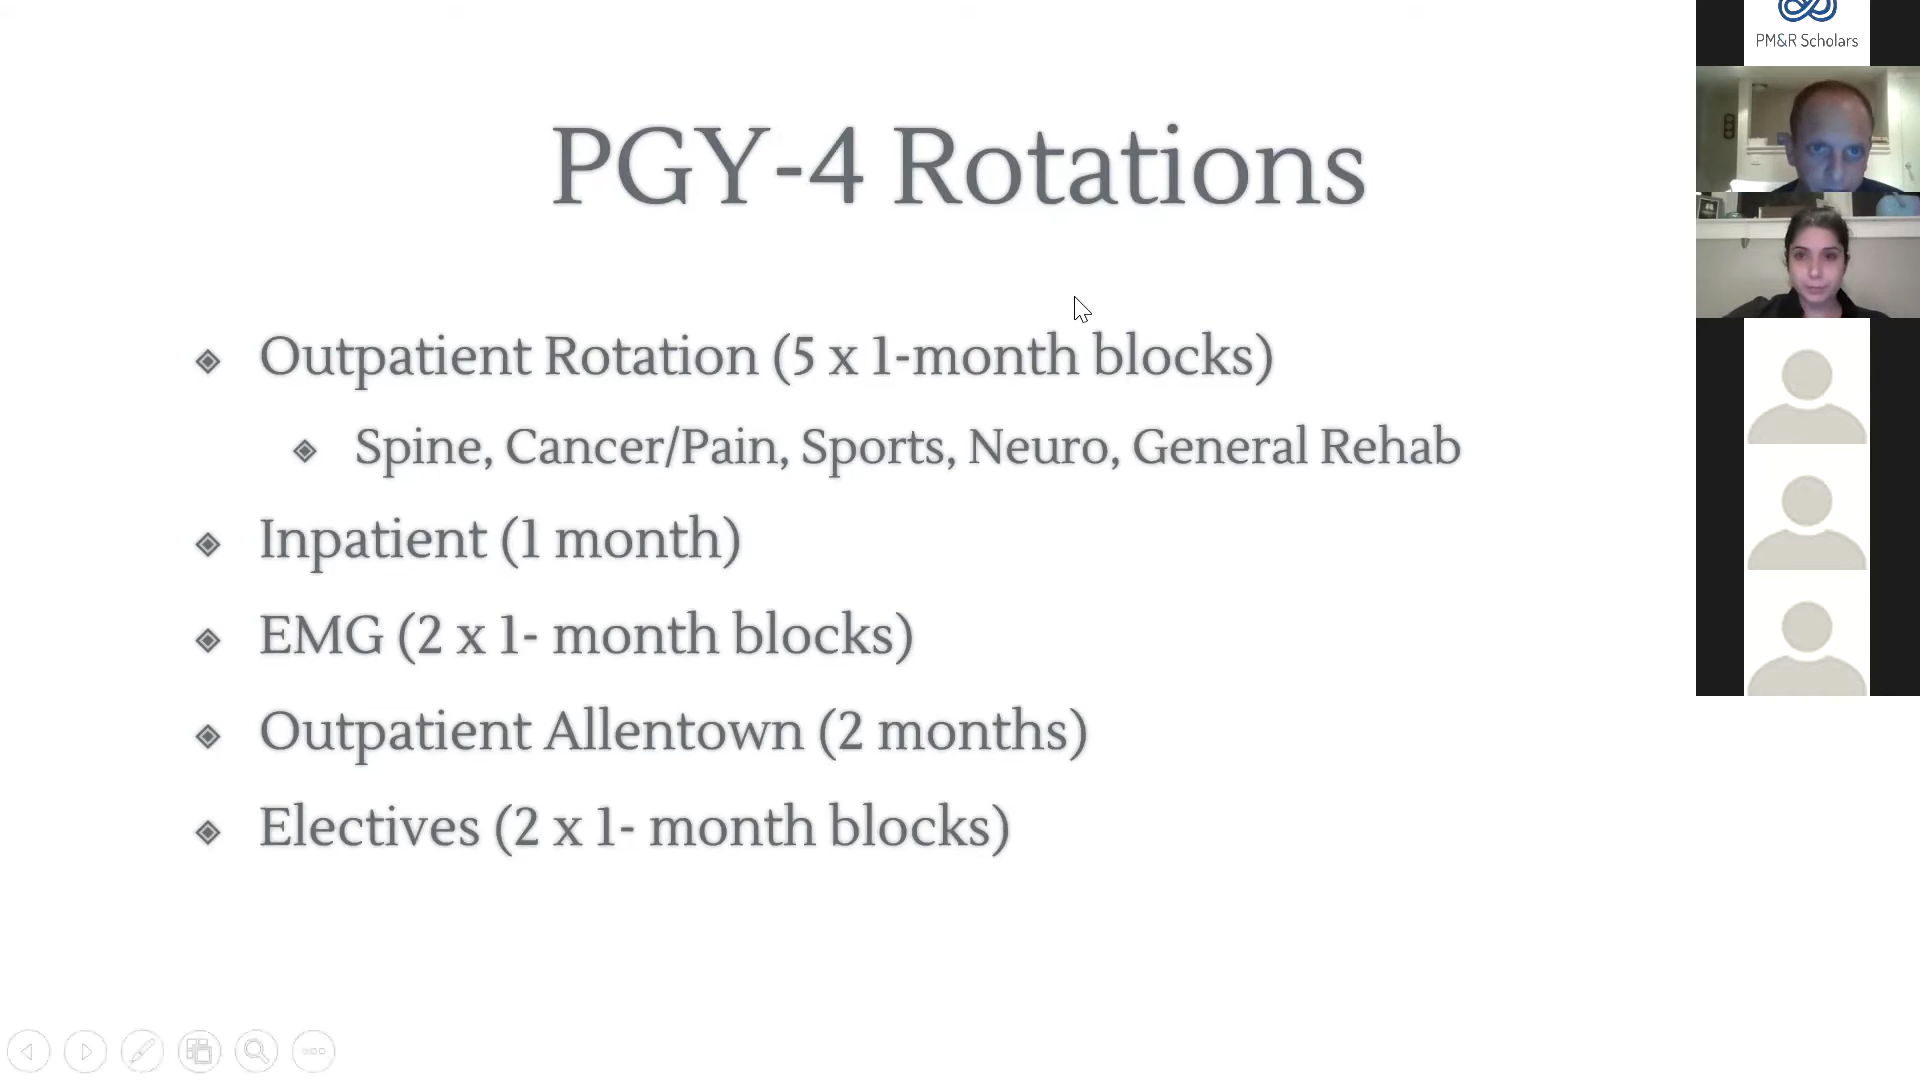 PM&R Scholars
PGY-4 Rotations
Outpatient Rotation (5 x 1-month blocks)
Spine, Cancer/Pain, Sports, Neuro, General Rehab
Inpatient (1 month)
EMG (2 x 1- month blocks)
Outpatient Allentown (2 months)
Electives (2 x 1- month blocks)